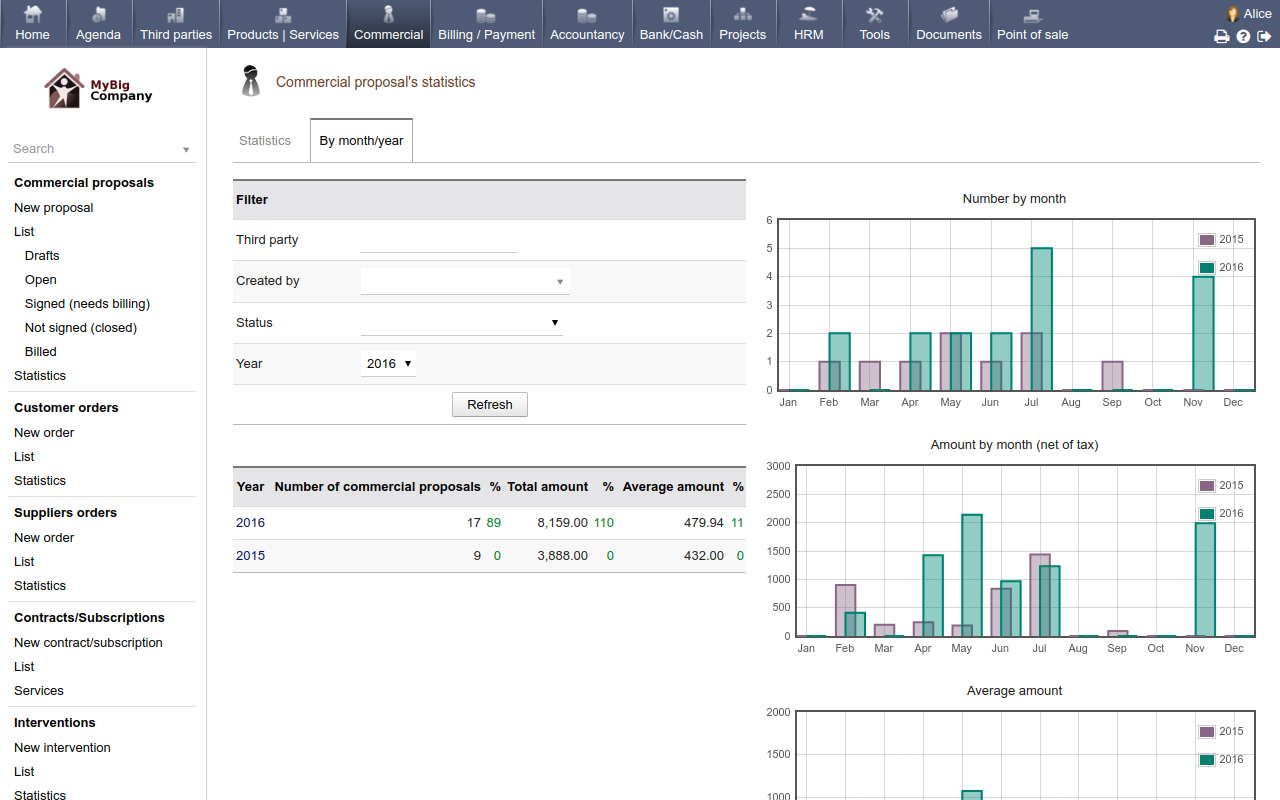 Home Agenda Third parties Products | Services Commercial Billing / Payment Accountancy Bank/Cash Projects HRM Tools Documents Point of sale Alice
MyBig
Company
Search
Commercial proposals
New proposal
List
Drafts
Open
Signed (needs billing)
Not signed (closed)
Billed
Statistics
Customer orders
New order
List
Statistics
Suppliers orders
New order
List
Statistics
Contracts/Subscriptions
New contract/subscription
List
Services
Interventions
New intervention
List
Statistics
Commercial proposal's statistics
Statistics By month/year
Filter
Third party
Created by
Status
Year 2016
Refresh
Year Number of commercial proposals % Total amount % Average amount %
2016 17 89 8,159.00 110 479.94 11
2015 9 0 3,888.00 0 432.00 0
Number by month
6
5
4
3
2
1
0
2015
2016
Jan Feb Mar Apr May Jun Jul Aug Sep Oct Nov Dec
Amount by month (net of tax)
3000
2500
2000
1500
1000
500
0
2015
2016
Jan Feb Mar Apr May Jun Jul Aug Sep Oct Nov Dec
Average amount
2000
1500
1000
2015
2016